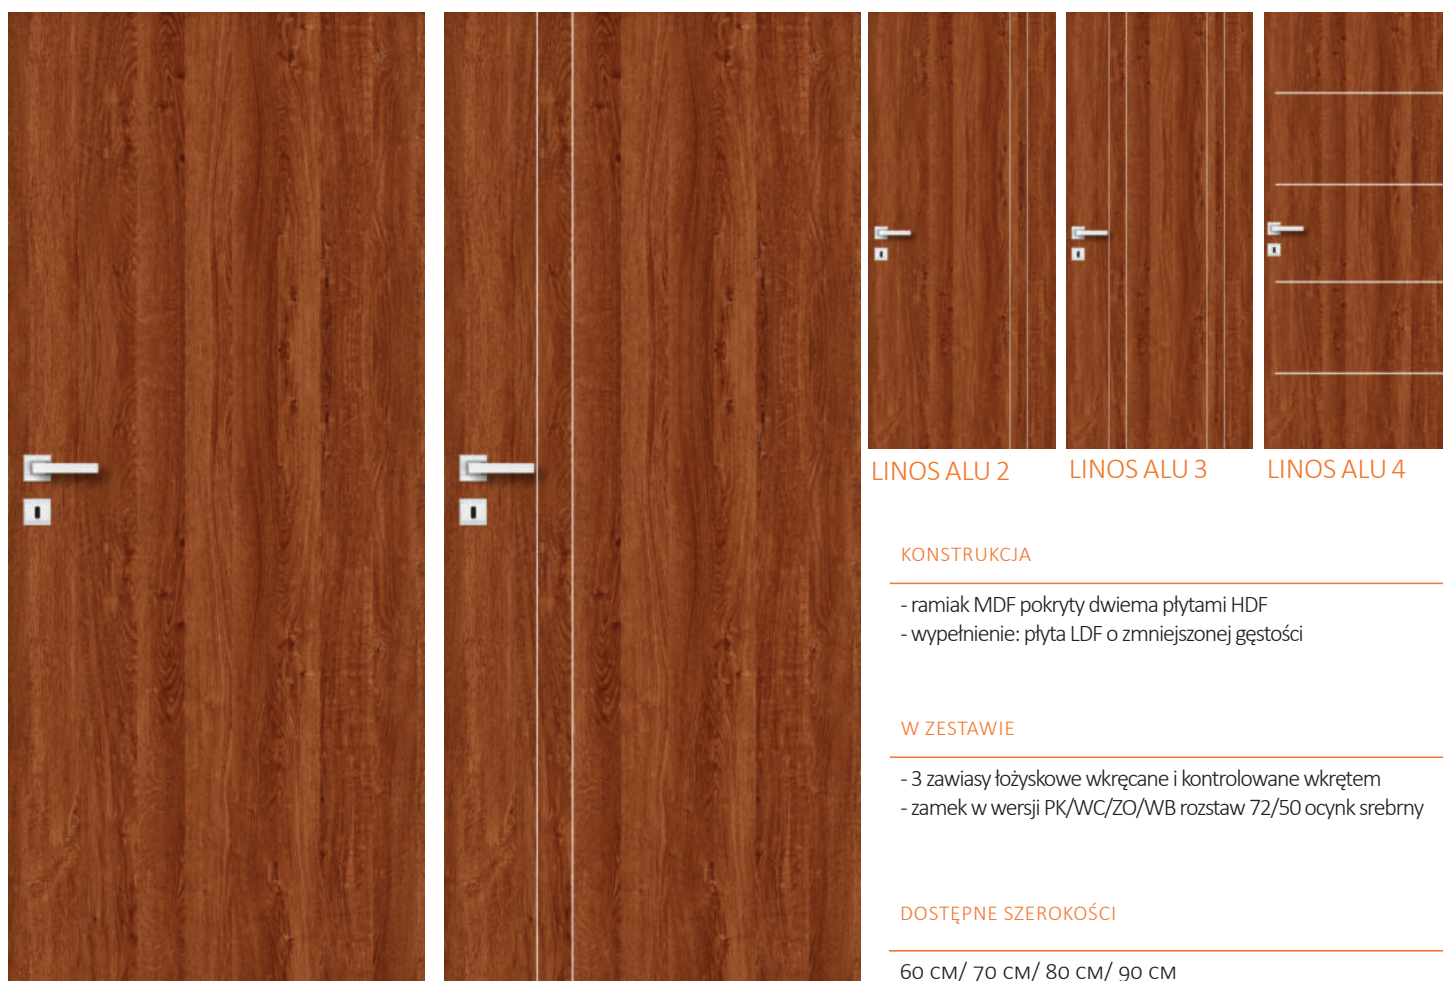 LINOS ALU 2
LINOS ALU 3
LINOS ALU 4
KONSTRUKCJA
- ramiak MDF pokryty dwiema płytami HDF
- wypełnienie: płyta LDF o zmniejszonej gęstości
W ZESTAWIE
- 3 zawiasy łożyskowe wkręcane i kontrolowane wkrętem
- zamek w wersji PK/WC/ZO/WB rozstaw 72/50 ocynk srebrny
DOSTĘPNE SZEROKOŚCI
60 CM/ 70 CM/ 80 CM/ 90 CM